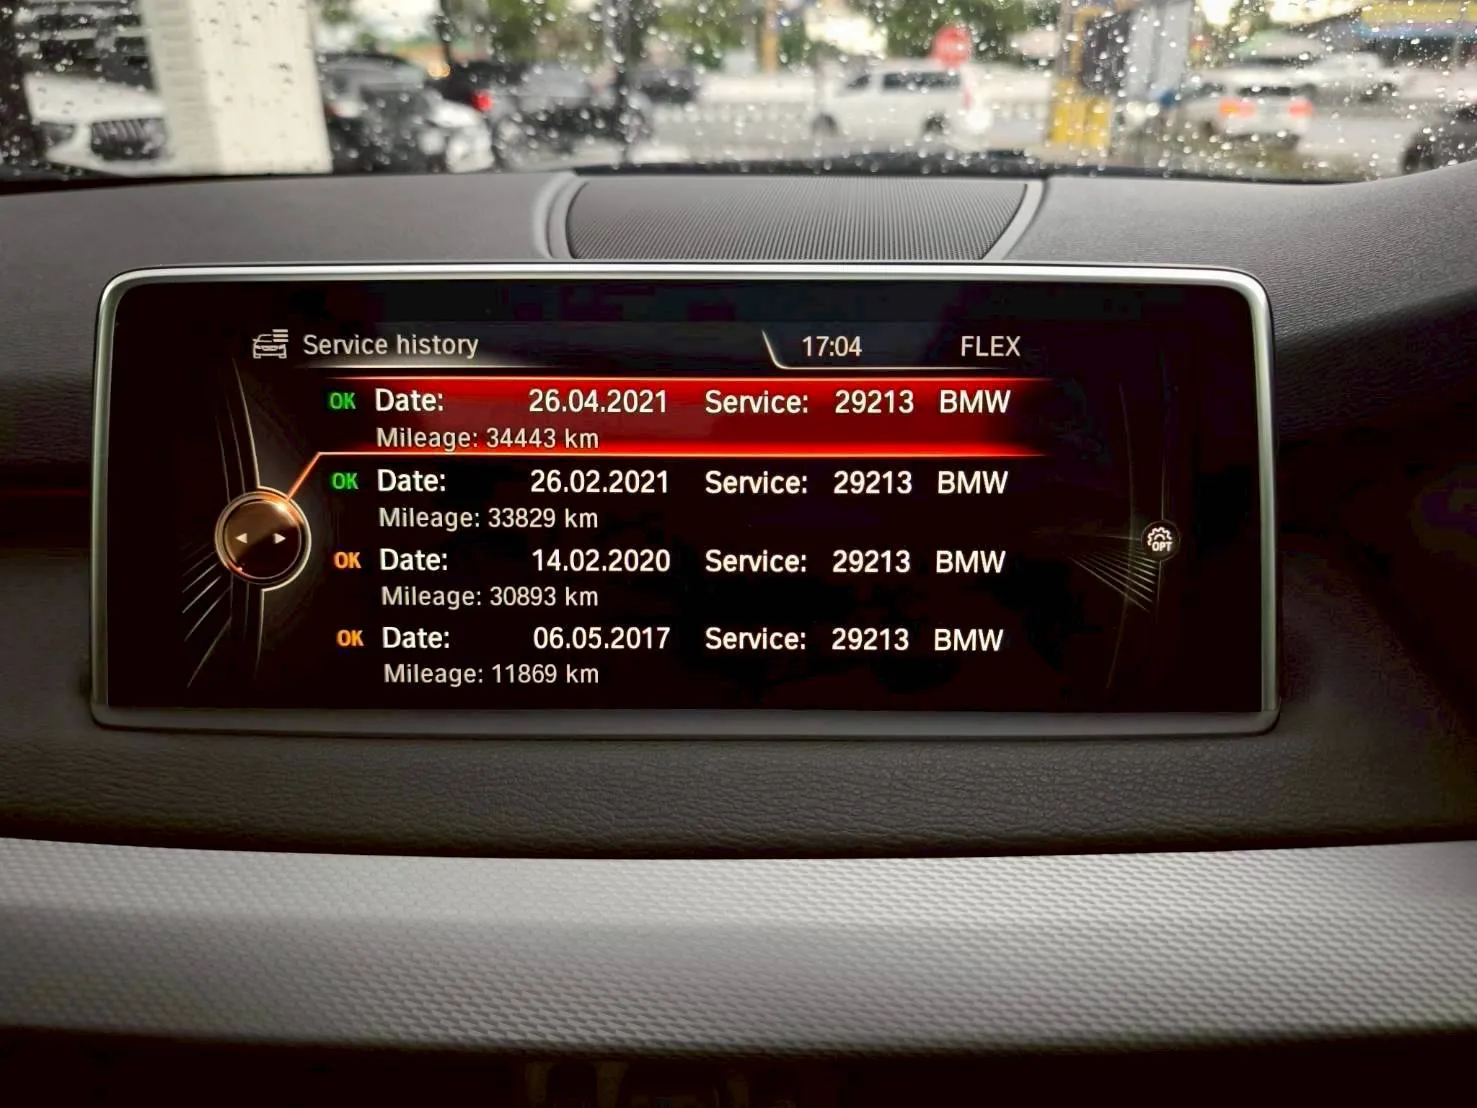 Service history 17:04 FLEX
OK Date: 26.04.2021 Service: 29213 BMW
Mileage: 34443 km
OK Date: 26.02.2021 Service: 29213 BMW
Mileage: 33829 km
OK Date: 14.02.2020 Service: 29213 BMW
Mileage: 30893 km
OK Date: 06.05.2017 Service: 29213 BMW
Mileage: 11869 km
OPT